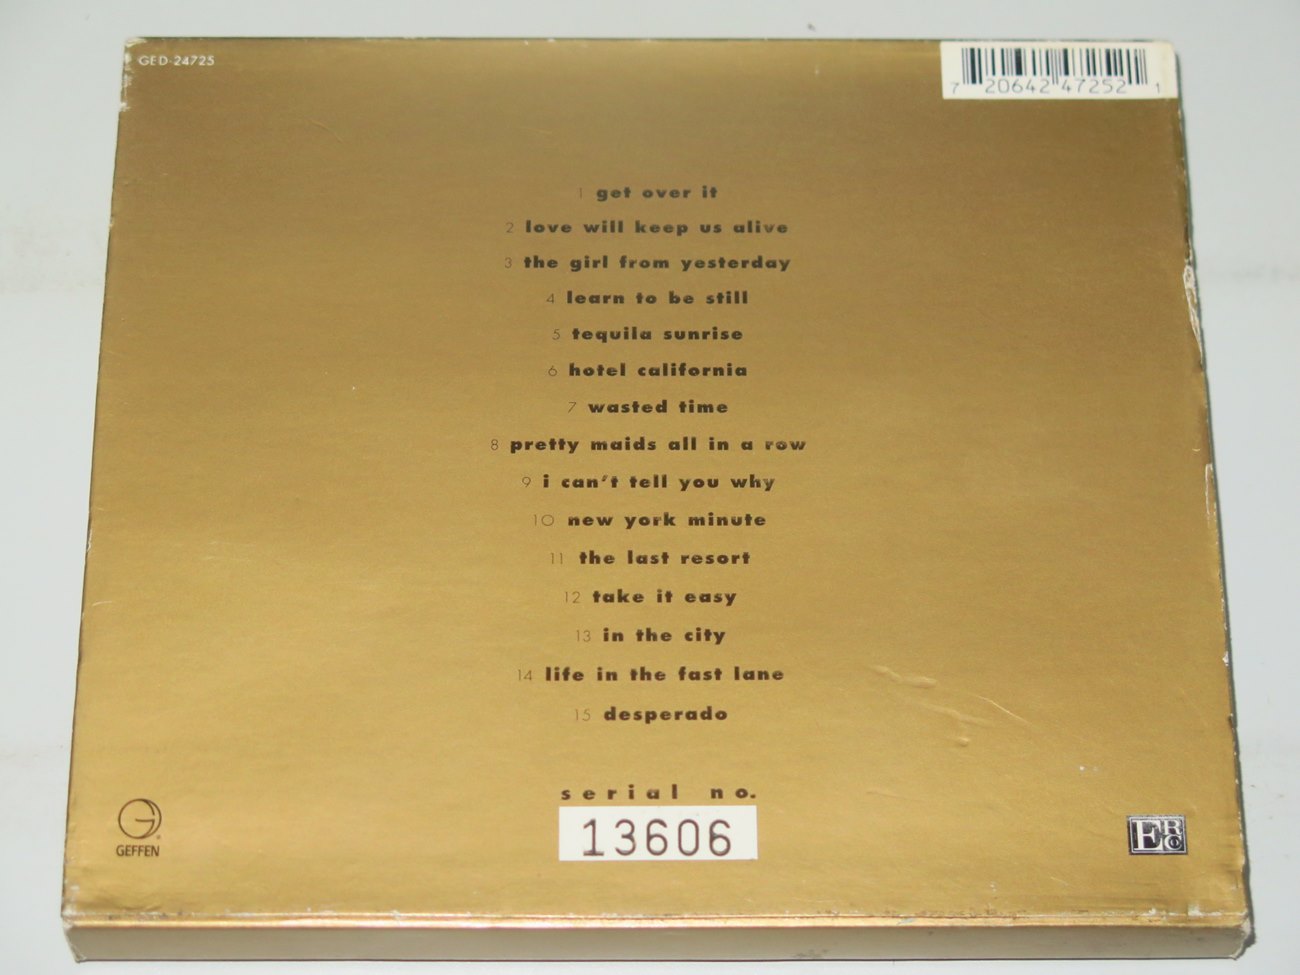 GED-24725
7 20642 47252 1
1 get over it
2 love will keep us alive
3 the girl from yesterday
4 learn to be still
5 tequila sunrise
6 hotel california
7 wasted time
8 pretty maids all in a row
9 i can't tell you why
10 new york minute
11 the last resort
12 take it easy
13 in the city
14 life in the fast lane
15 desperado
serial no.
13606
G
GEFFEN
ERC